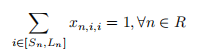 ∑_{i∈[S_n,L_n]} x_{n,i,i} = 1, ∀n ∈ R